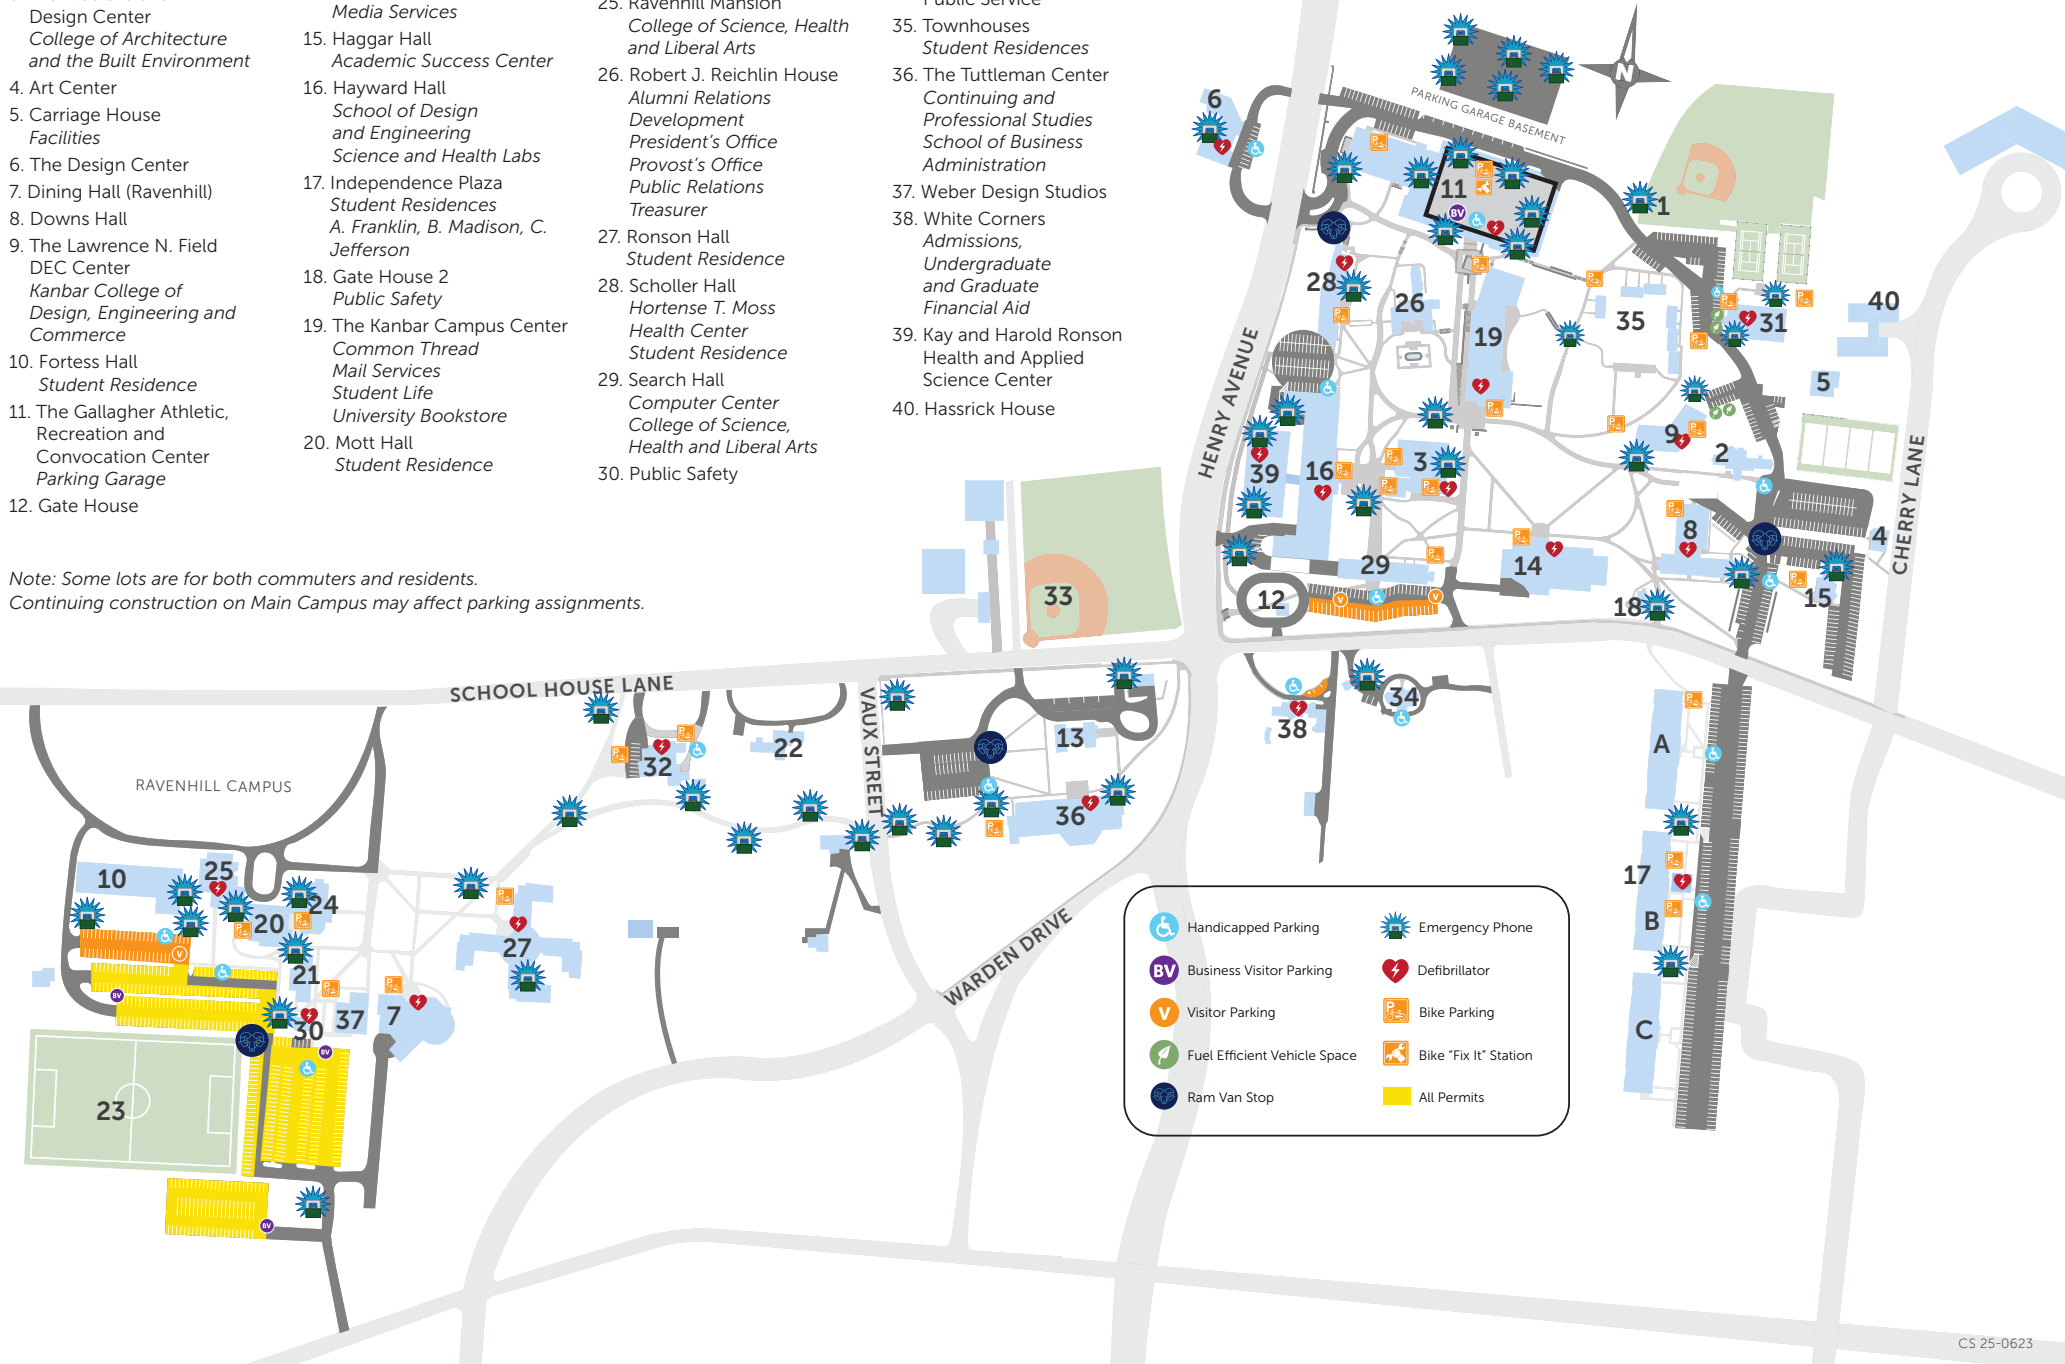 Design Center
College of Architecture
and the Built Environment
4. Art Center
5. Carriage House
Facilities
6. The Design Center
7. Dining Hall (Ravenhill)
8. Downs Hall
9. The Lawrence N. Field
DEC Center
Kanbar College of
Design, Engineering and
Commerce
10. Fortess Hall
Student Residence
11. The Gallagher Athletic,
Recreation and
Convocation Center
Parking Garage
12. Gate House
Media Services
15. Haggar Hall
Academic Success Center
16. Hayward Hall
School of Design
and Engineering
Science and Health Labs
17. Independence Plaza
Student Residences
A. Franklin, B. Madison, C.
Jefferson
18. Gate House 2
Public Safety
19. The Kanbar Campus Center
Common Thread
Mail Services
Student Life
University Bookstore
20. Mott Hall
Student Residence
25. Ravenhill Mansion
College of Science, Health
and Liberal Arts
26. Robert J. Reichlin House
Alumni Relations
Development
President's Office
Provost's Office
Public Relations
Treasurer
27. Ronson Hall
Student Residence
28. Scholler Hall
Hortense T. Moss
Health Center
Student Residence
29. Search Hall
Computer Center
College of Science,
Health and Liberal Arts
30. Public Safety
Public Service
35. Townhouses
Student Residences
36. The Tuttleman Center
Continuing and
Professional Studies
School of Business
Administration
37. Weber Design Studios
38. White Corners
Admissions,
Undergraduate
and Graduate
Financial Aid
39. Kay and Harold Ronson
Health and Applied
Science Center
40. Hassrick House
Note: Some lots are for both commuters and residents.
Continuing construction on Main Campus may affect parking assignments.
N
PARKING GARAGE BASEMENT
6
11
BV
1
28
26
19
35
31
40
5
HENRY AVENUE
39
16
3
9
2
CHERRY LANE
8
4
29
14
15
12
V
V
18
33
SCHOOL HOUSE LANE
VAUX STREET
32
22
13
36
38
34
A
17
B
C
RAVENHILL CAMPUS
10
25
20
24
V
21
27
BV
30
37
7
BV
23
BV
WARDEN DRIVE
Handicapped Parking
BV Business Visitor Parking
V Visitor Parking
Fuel Efficient Vehicle Space
Ram Van Stop
Emergency Phone
Defibrillator
P Bike Parking
Bike "Fix It" Station
All Permits
CS 25-0623